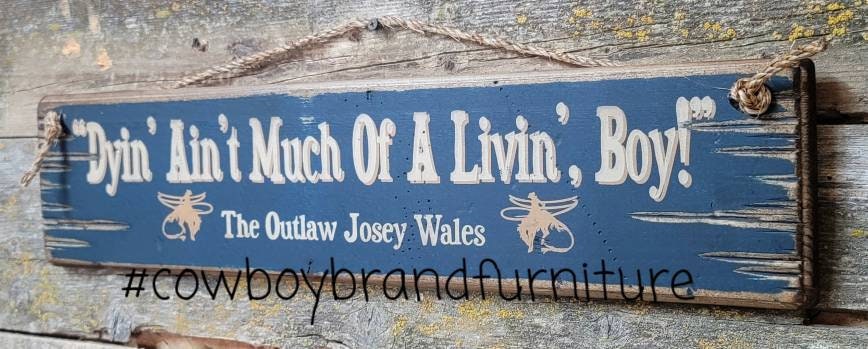 "Dyin' Ain't Much Of A Livin', Boy!"
The Outlaw Josey Wales
#cowboybrandfurniture